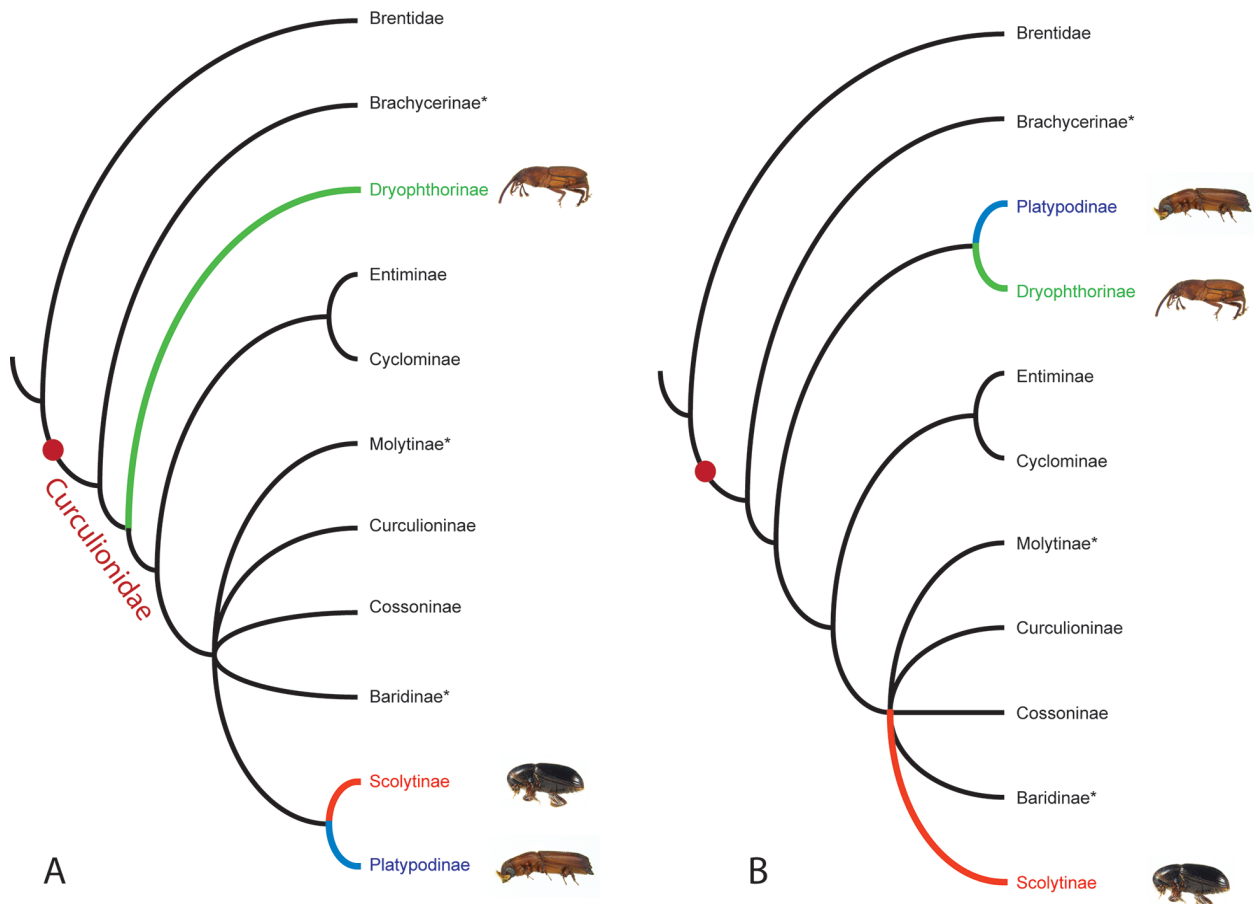 Brentidae
Brachycerinae*
Dryophthorinae
Entiminae
Cyclominae
Molytinae*
Curculioninae
Cossoninae
Baridinae*
Scolytinae
Platypodinae
Curculionidae
A
Brentidae
Brachycerinae*
Platypodinae
Dryophthorinae
Entiminae
Cyclominae
Molytinae*
Curculioninae
Cossoninae
Baridinae*
Scolytinae
B